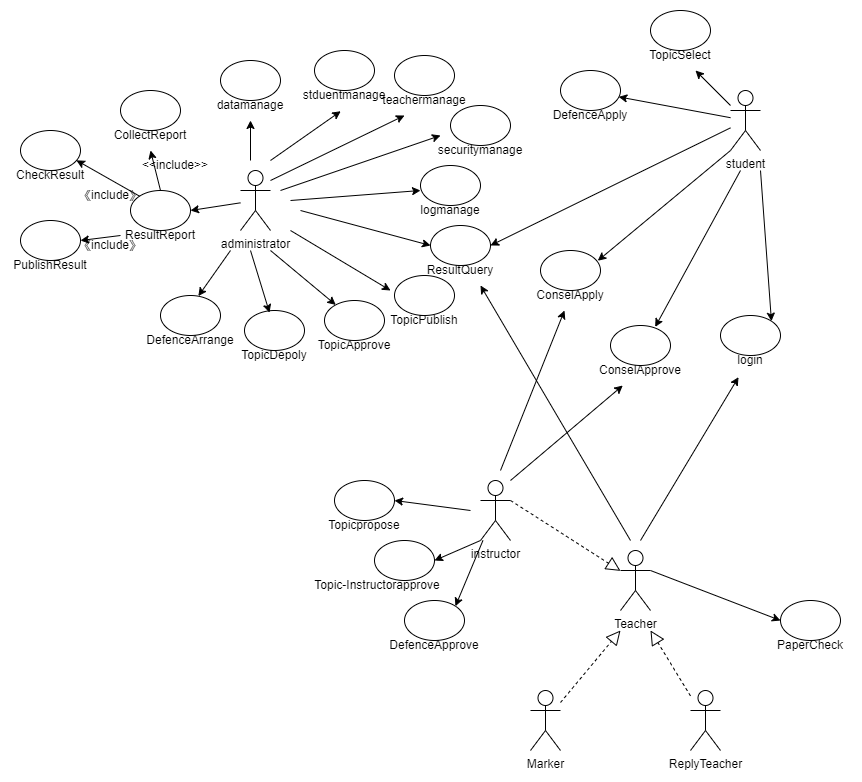 TopicSelect
DefenceApply
student
stduentmanage
teachermanage
datamanage
CollectReport
<<include>>
securitymanage
CheckResult
《include》
logmanage
ResultReport
administrator
《include》
PublishResult
ResultQuery
ConselApply
TopicPublish
DefenceArrange
TopicDepoly
TopicApprove
ConselApprove
login
Topicpropose
instructor
Topic-Instructorapprove
DefenceApprove
Teacher
PaperCheck
Marker
ReplyTeacher